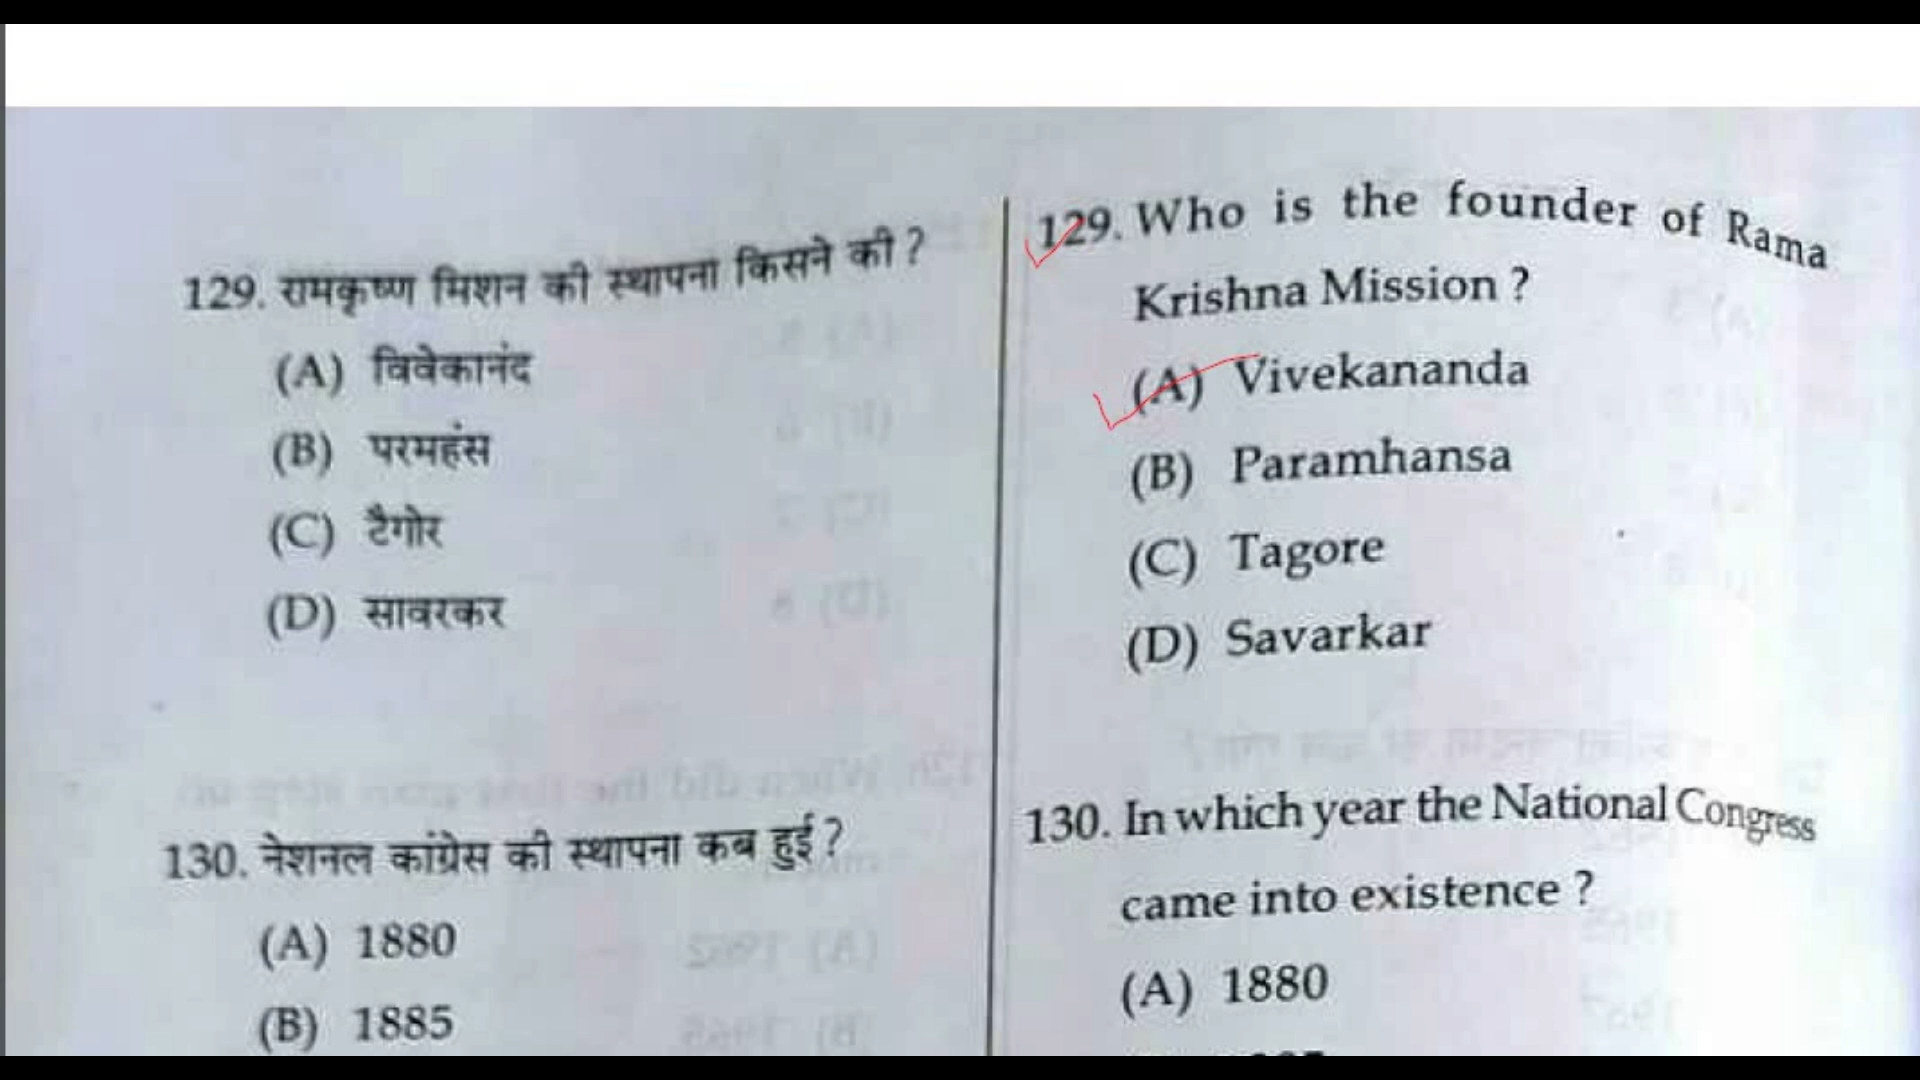 129. रामकृष्ण मिशन की स्थापना किसने की ?
(A) विवेकानंद
(B) परमहंस
(C) टैगोर
(D) सावरकर
130. नेशनल कांग्रेस की स्थापना कब हुई ?
(A) 1880
(B) 1885
129. Who is the founder of Rama
Krishna Mission ?
(A) Vivekananda
(B) Paramhansa
(C) Tagore
(D) Savarkar
130. In which year the National Congress
came into existence ?
(A) 1880